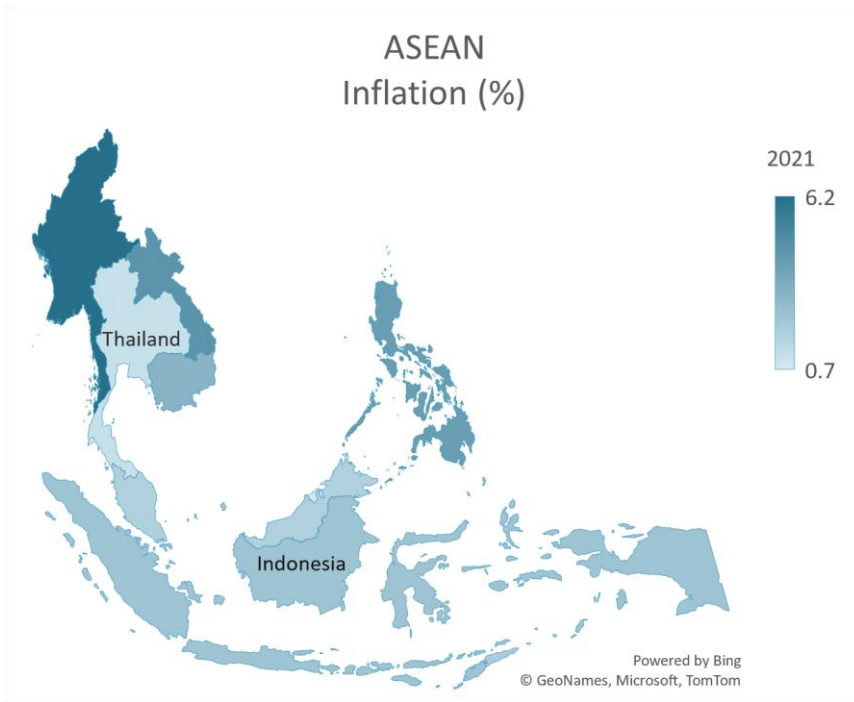 ASEAN
Inflation (%)
2021
6.2
0.7
Thailand
Indonesia
Powered by Bing
© GeoNames, Microsoft, TomTom